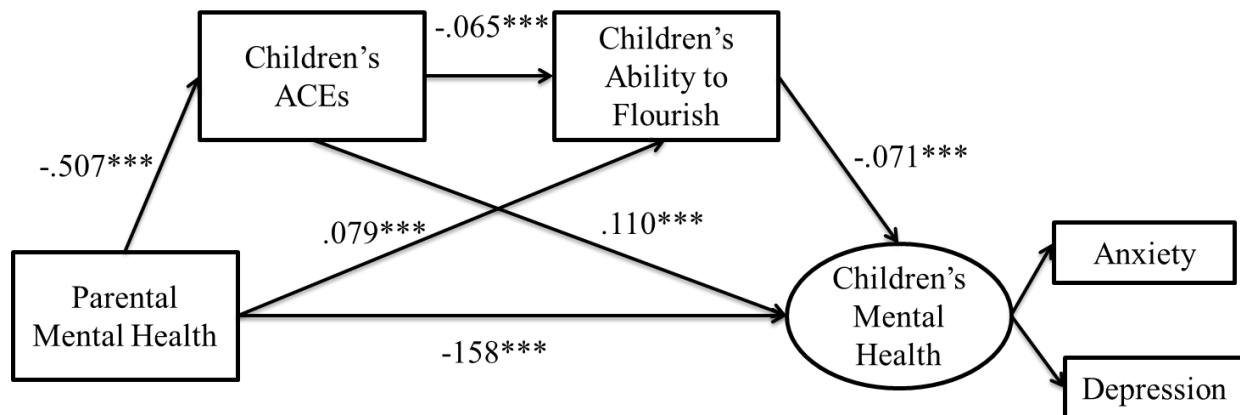 -.065***
Children’s
ACEs
Children’s
Ability to
Flourish
-.507***
-.071***
.079***
.110***
Parental
Mental Health
Children’s
Mental
Health
Anxiety
-158***
Depression